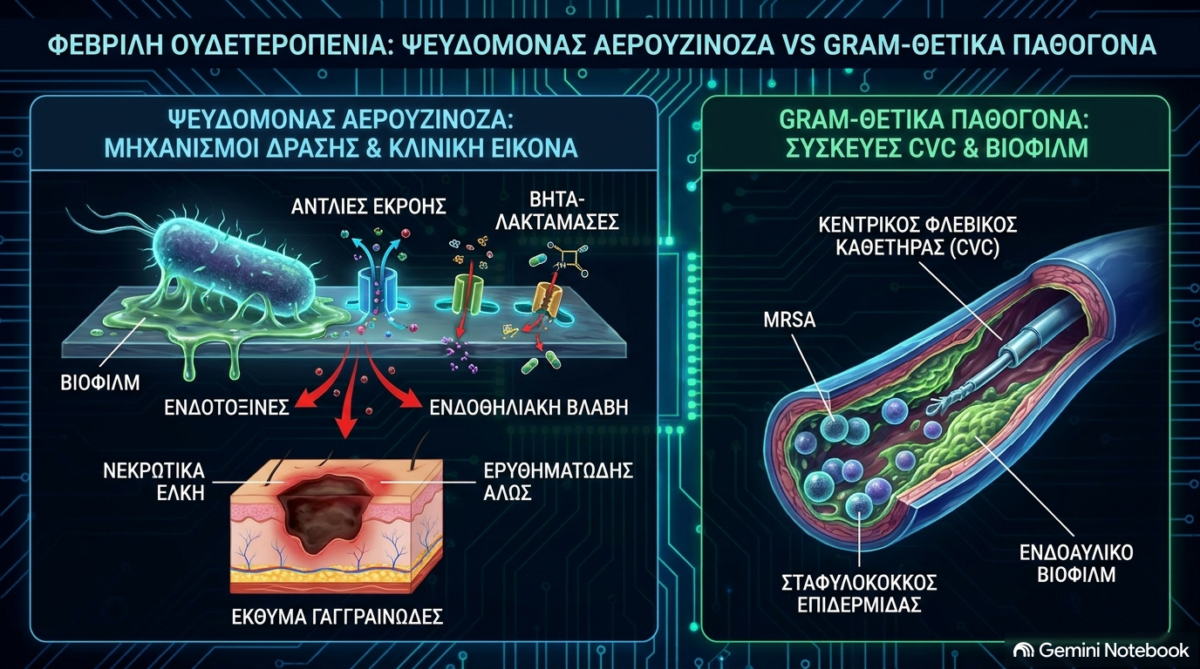 ΦΕΒΡΙΛΗ ΟΥΔΕΤΕΡΟΠΕΝΙΑ: ΨΕΥΔΟΜΟΝΑΣ ΑΕΡΟΥΖΙΝΟΖΑ VS GRAM-ΘΕΤΙΚΑ ΠΑΘΟΓΟΝΑ
ΨΕΥΔΟΜΟΝΑΣ ΑΕΡΟΥΖΙΝΟΖΑ:
ΜΗΧΑΝΙΣΜΟΙ ΔΡΑΣΗΣ & ΚΛΙΝΙΚΗ ΕΙΚΟΝΑ
ΑΝΤΛΙΕΣ ΕΚΡΟΗΣ
ΒΗΤΑ-
ΛΑΚΤΑΜΑΣΕΣ
ΒΙΟΦΙΛΜ
ΕΝΔΟΤΟΞΙΝΕΣ
ΕΝΔΟΘΗΛΙΑΚΗ ΒΛΑΒΗ
ΝΕΚΡΩΤΙΚΑ
ΕΛΚΗ
ΕΡΥΘΗΜΑΤΩΔΗΣ
ΑΛΩΣ
ΕΚΘΥΜΑ ΓΑΓΓΡΑΙΝΩΔΕΣ
GRAM-ΘΕΤΙΚΑ ΠΑΘΟΓΟΝΑ:
ΣΥΣΚΕΥΕΣ CVC & ΒΙΟΦΙΛΜ
ΚΕΝΤΡΙΚΟΣ ΦΛΕΒΙΚΟΣ
ΚΑΘΕΤΗΡΑΣ (CVC)
MRSA
ΣΤΑΦΥΛΟΚΟΚΚΟΣ
ΕΠΙΔΕΡΜΙΔΑΣ
ΕΝΔΟΑΥΛΙΚΟ
ΒΙΟΦΙΛΜ
Gemini Notebook